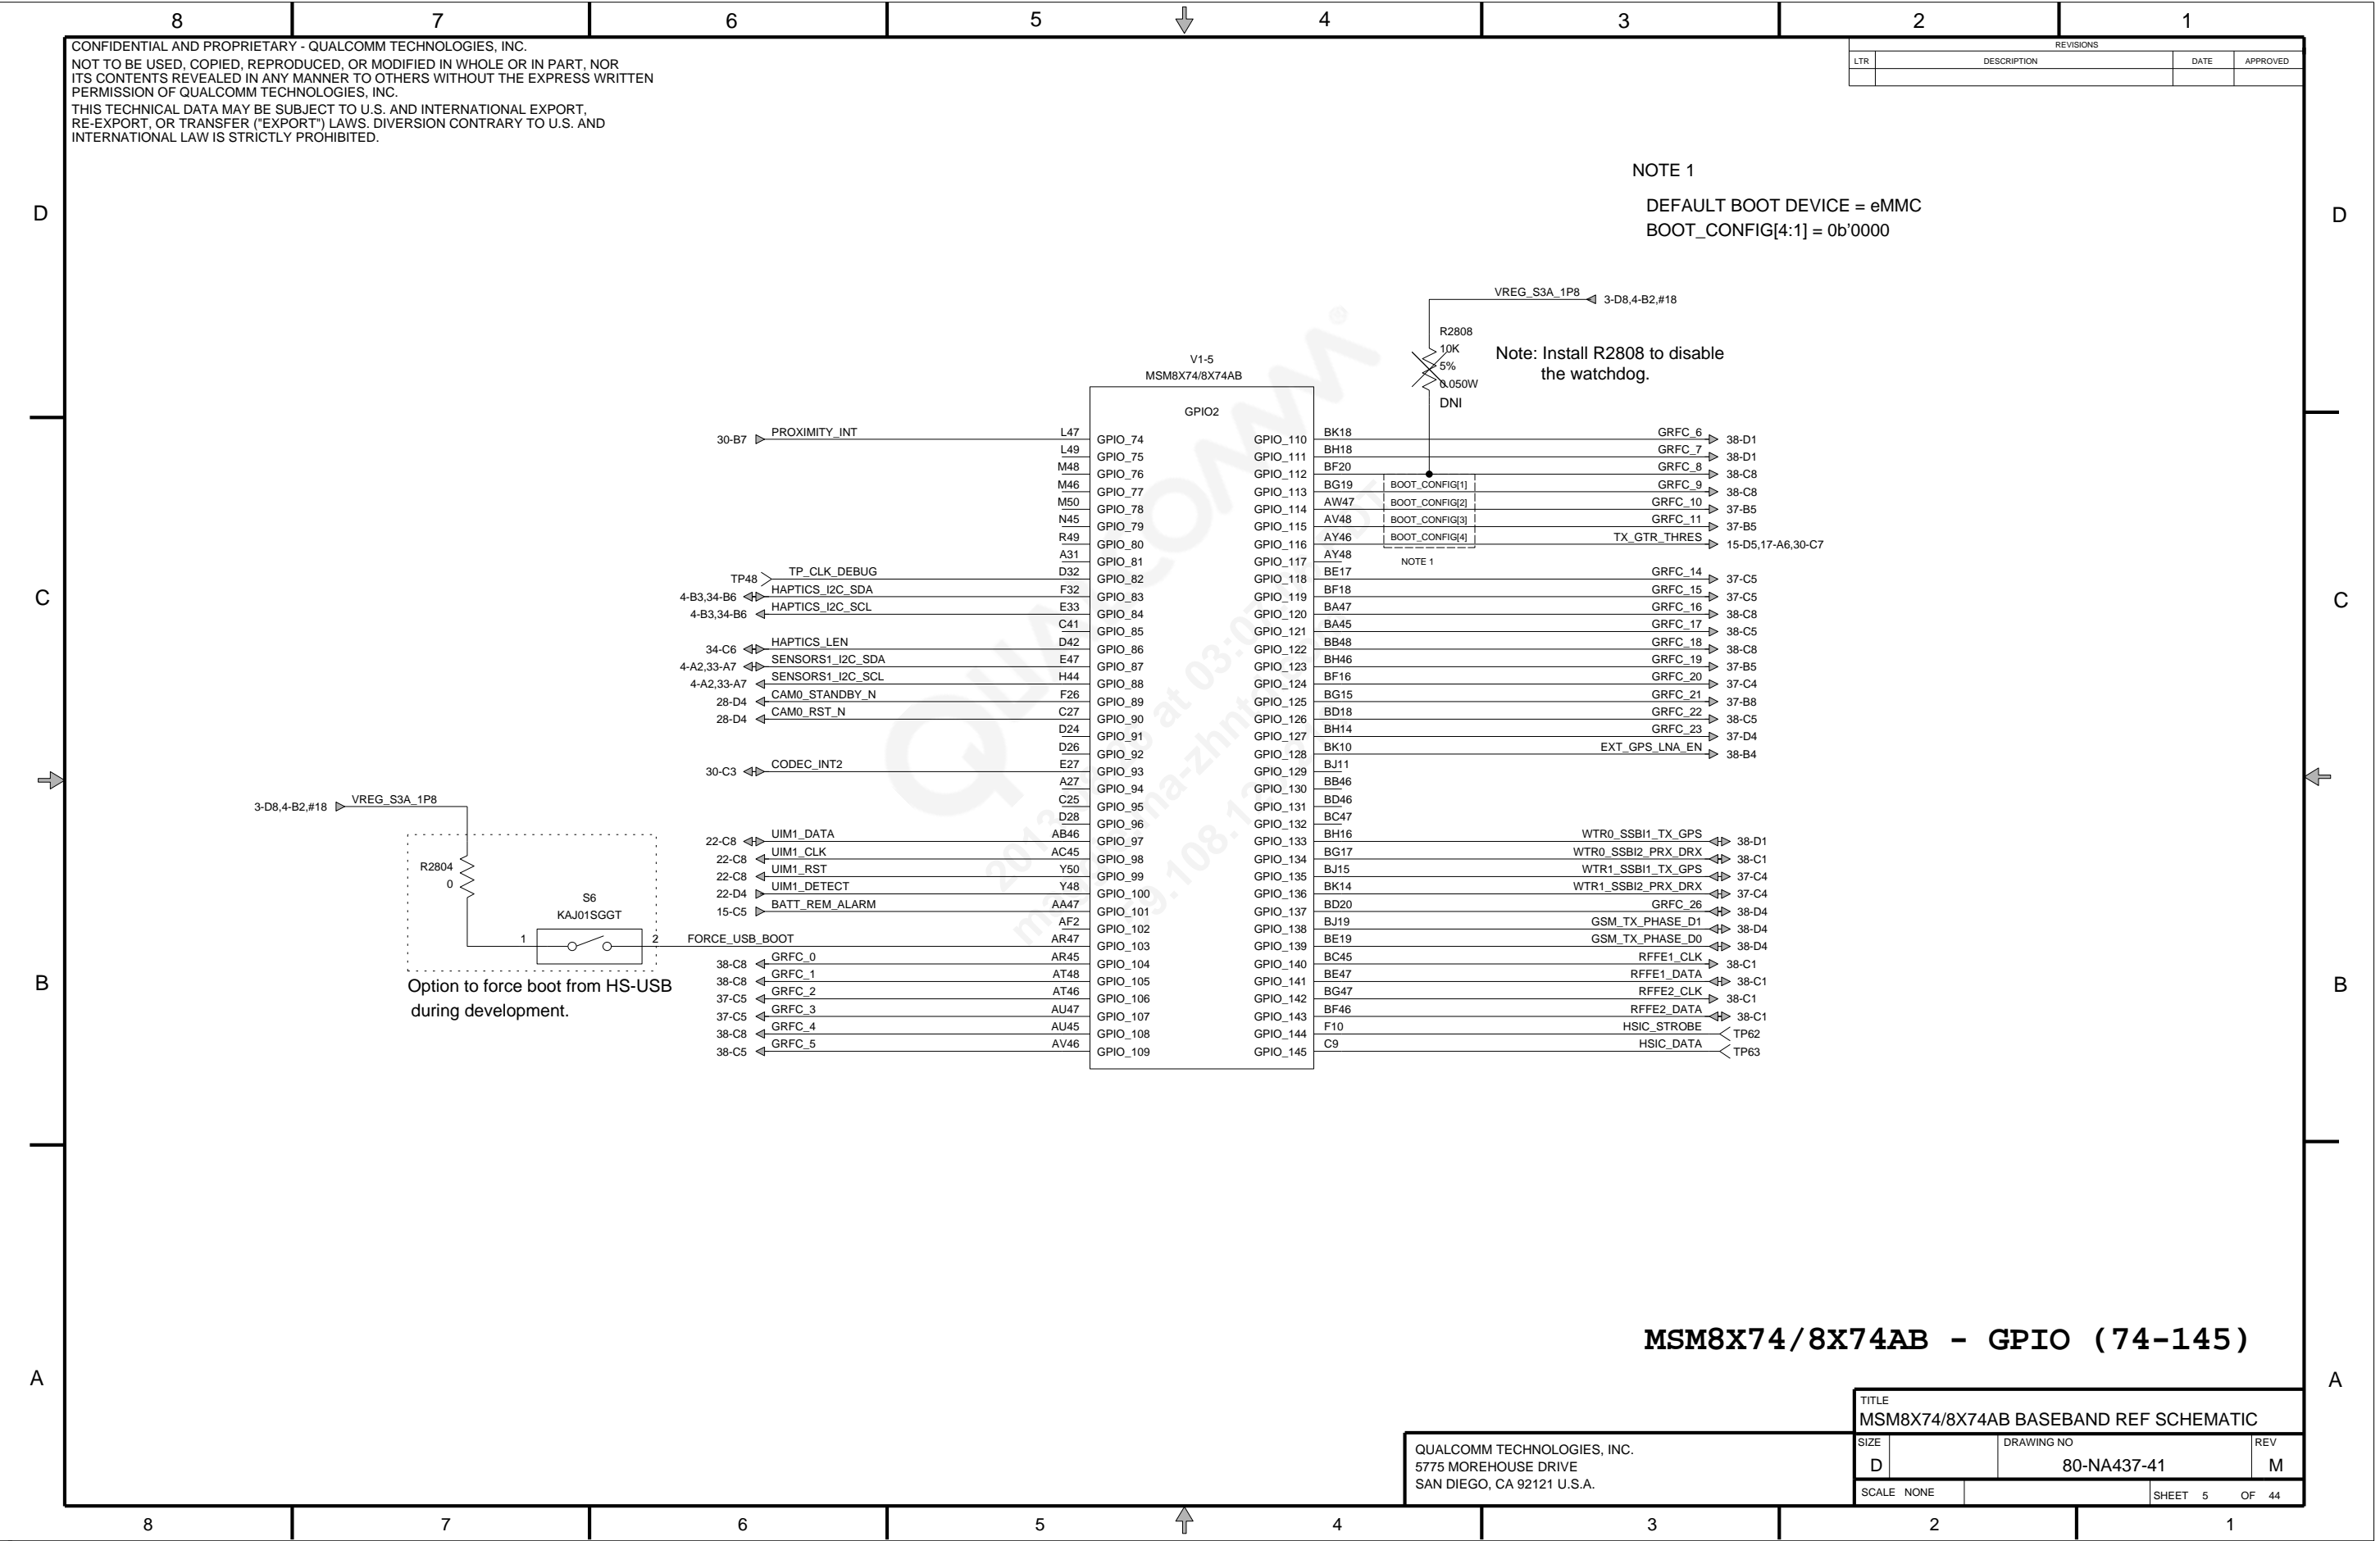 8 7 6 5 4 3 2 1
CONFIDENTIAL AND PROPRIETARY - QUALCOMM TECHNOLOGIES, INC.
NOT TO BE USED, COPIED, REPRODUCED, OR MODIFIED IN WHOLE OR IN PART, NOR
ITS CONTENTS REVEALED IN ANY MANNER TO OTHERS WITHOUT THE EXPRESS WRITTEN
PERMISSION OF QUALCOMM TECHNOLOGIES, INC.
THIS TECHNICAL DATA MAY BE SUBJECT TO U.S. AND INTERNATIONAL EXPORT,
RE-EXPORT, OR TRANSFER ("EXPORT") LAWS. DIVERSION CONTRARY TO U.S. AND
INTERNATIONAL LAW IS STRICTLY PROHIBITED.
REVISIONS
LTR DESCRIPTION DATE APPROVED
NOTE 1
DEFAULT BOOT DEVICE = eMMC
BOOT_CONFIG[4:1] = 0b'0000
D D
VREG_S3A_1P8 3-D8,4-B2,#18
R2808
10K
5%
0.050W
DNI
Note: Install R2808 to disable
the watchdog.
V1-5
MSM8X74/8X74AB
GPIO2
30-B7 PROXIMITY_INT L47 GPIO_74
L49 GPIO_75
M48 GPIO_76
M46 GPIO_77
M50 GPIO_78
N45 GPIO_79
R49 GPIO_80
A31 GPIO_81
TP48 TP_CLK_DEBUG D32 GPIO_82
4-B3,34-B6 HAPTICS_I2C_SDA F32 GPIO_83
4-B3,34-B6 HAPTICS_I2C_SCL E33 GPIO_84
C41 GPIO_85
34-C6 HAPTICS_LEN D42 GPIO_86
4-A2,33-A7 SENSORS1_I2C_SDA E47 GPIO_87
4-A2,33-A7 SENSORS1_I2C_SCL H44 GPIO_88
28-D4 CAM0_STANDBY_N F26 GPIO_89
28-D4 CAM0_RST_N C27 GPIO_90
D24 GPIO_91
D26 GPIO_92
30-C3 CODEC_INT2 E27 GPIO_93
A27 GPIO_94
C25 GPIO_95
D28 GPIO_96
22-C8 UIM1_DATA AB46 GPIO_97
22-C8 UIM1_CLK AC45 GPIO_98
22-C8 UIM1_RST Y50 GPIO_99
22-D4 UIM1_DETECT Y48 GPIO_100
15-C5 BATT_REM_ALARM AA47 GPIO_101
AF2 GPIO_102
FORCE_USB_BOOT AR47 GPIO_103
38-C8 GRFC_0 AR45 GPIO_104
38-C8 GRFC_1 AT48 GPIO_105
37-C5 GRFC_2 AT46 GPIO_106
37-C5 GRFC_3 AU47 GPIO_107
38-C8 GRFC_4 AU45 GPIO_108
38-C5 GRFC_5 AV46 GPIO_109
GPIO_110 BK18 GRFC_6 38-D1
GPIO_111 BH18 GRFC_7 38-D1
GPIO_112 BF20 GRFC_8 38-C8
GPIO_113 BG19 BOOT_CONFIG[1] GRFC_9 38-C8
GPIO_114 AW47 BOOT_CONFIG[2] GRFC_10 37-B5
GPIO_115 AV48 BOOT_CONFIG[3] GRFC_11 37-B5
GPIO_116 AY46 BOOT_CONFIG[4] TX_GTR_THRES 15-D5,17-A6,30-C7
GPIO_117 AY48 NOTE 1
GPIO_118 BE17 GRFC_14 37-C5
GPIO_119 BF18 GRFC_15 37-C5
GPIO_120 BA47 GRFC_16 38-C8
GPIO_121 BA45 GRFC_17 38-C5
GPIO_122 BB48 GRFC_18 38-C8
GPIO_123 BH46 GRFC_19 37-B5
GPIO_124 BF16 GRFC_20 37-C4
GPIO_125 BG15 GRFC_21 37-B8
GPIO_126 BD18 GRFC_22 38-C5
GPIO_127 BH14 GRFC_23 37-D4
GPIO_128 BK10 EXT_GPS_LNA_EN 38-B4
GPIO_129 BJ11
GPIO_130 BB46
GPIO_131 BD46
GPIO_132 BC47
GPIO_133 BH16 WTR0_SSBI1_TX_GPS 38-D1
GPIO_134 BG17 WTR0_SSBI2_PRX_DRX 38-C1
GPIO_135 BJ15 WTR1_SSBI1_TX_GPS 37-C4
GPIO_136 BK14 WTR1_SSBI2_PRX_DRX 37-C4
GPIO_137 BD20 GRFC_26 38-D4
GPIO_138 BJ19 GSM_TX_PHASE_D1 38-D4
GPIO_139 BE19 GSM_TX_PHASE_D0 38-D4
GPIO_140 BC45 RFFE1_CLK 38-C1
GPIO_141 BE47 RFFE1_DATA 38-C1
GPIO_142 BG47 RFFE2_CLK 38-C1
GPIO_143 BF46 RFFE2_DATA 38-C1
GPIO_144 F10 HSIC_STROBE TP62
GPIO_145 C9 HSIC_DATA TP63
C C
3-D8,4-B2,#18 VREG_S3A_1P8
R2804
0
S6
KAJ01SGGT
1 2
Option to force boot from HS-USB
during development.
B B
QUALCOMM
MSM8X74/8X74AB - GPIO (74-145)
A A
QUALCOMM TECHNOLOGIES, INC.
5775 MOREHOUSE DRIVE
SAN DIEGO, CA 92121 U.S.A.
TITLE
MSM8X74/8X74AB BASEBAND REF SCHEMATIC
SIZE DRAWING NO REV
D 80-NA437-41 M
SCALE NONE SHEET 5 OF 44
8 7 6 5 4 3 2 1